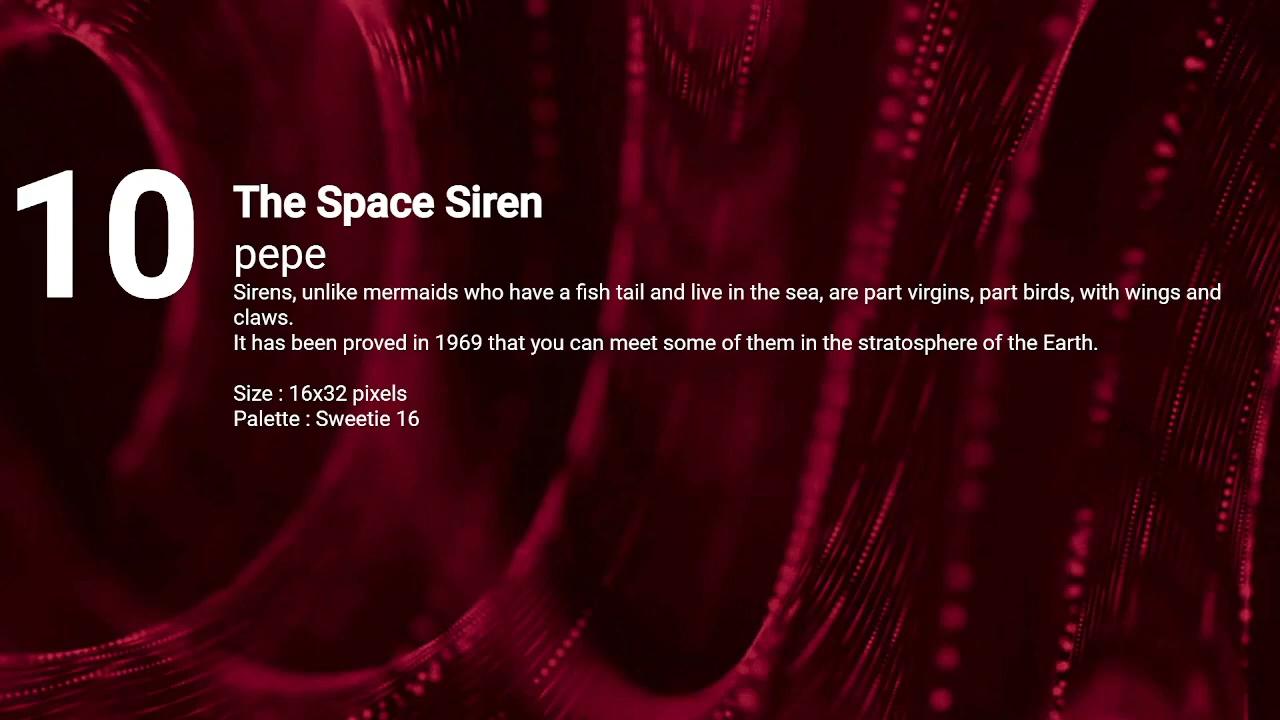 10
The Space Siren
pepe
Sirens, unlike mermaids who have a fish tail and live in the sea, are part virgins, part birds, with wings and
claws.
It has been proved in 1969 that you can meet some of them in the stratosphere of the Earth.
Size : 16x32 pixels
Palette : Sweetie 16